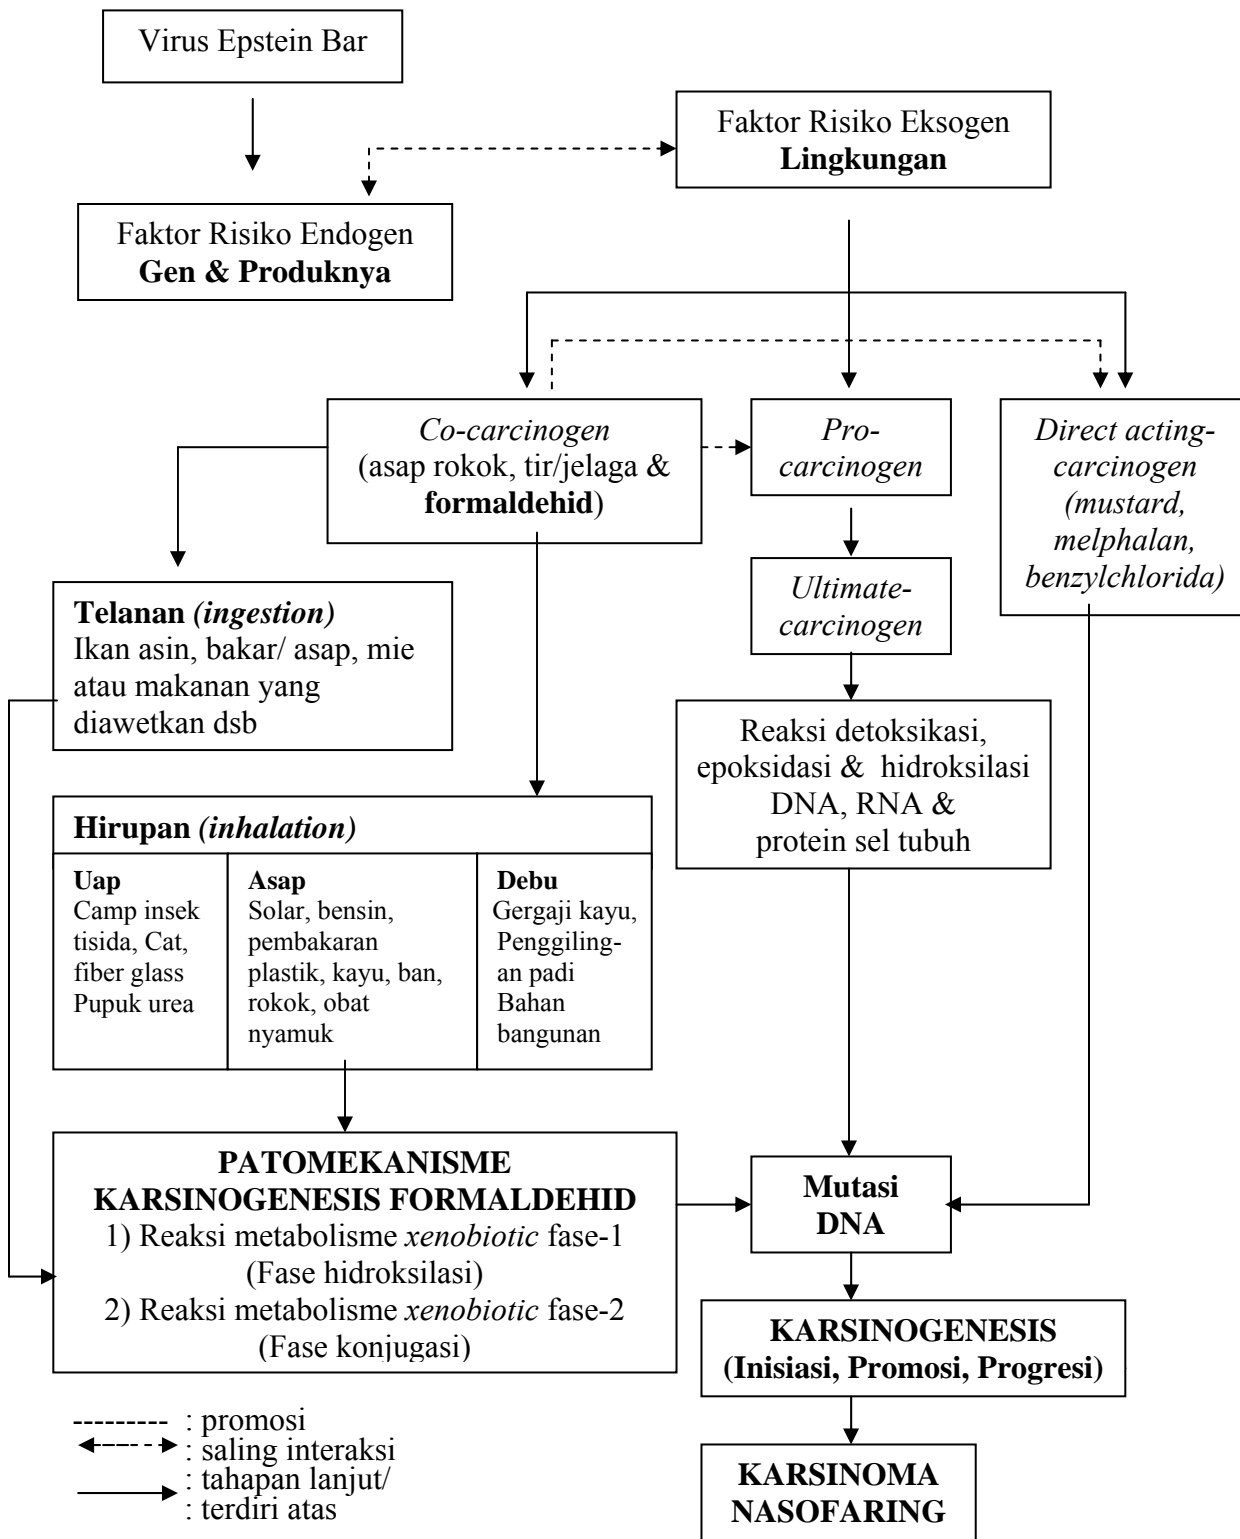 Virus Epstein Bar
Faktor Risiko Eksogen
Lingkungan
Faktor Risiko Endogen
Gen & Produknya
Co-carcinogen
(asap rokok, tir/jelaga &
formaldehid)
Pro-
carcinogen
Direct acting-
carcinogen
(mustard,
melphalan,
benzylchlorida)
Ultimate-
carcinogen
Telanan (ingestion)
Ikan asin, bakar/ asap, mie
atau makanan yang
diawetkan dsb
Reaksi detoksikasi,
epoksidasi & hidroksilasi
DNA, RNA &
protein sel tubuh
Hirupan (inhalation)
Uap
Camp insek
tisida, Cat,
fiber glass
Pupuk urea
Asap
Solar, bensin,
pembakaran
plastik, kayu, ban,
rokok, obat
nyamuk
Debu
Gergaji kayu,
Penggiling-
an padi
Bahan
bangunan
PATOMEKANISME
KARSINOGENESIS FORMALDEHID
1) Reaksi metabolisme xenobiotic fase-1
(Fase hidroksilasi)
2) Reaksi metabolisme xenobiotic fase-2
(Fase konjugasi)
Mutasi
DNA
KARSINOGENESIS
(Inisiasi, Promosi, Progresi)
KARSINOMA
NASOFARING
: promosi
: saling interaksi
: tahapan lanjut/
: terdiri atas